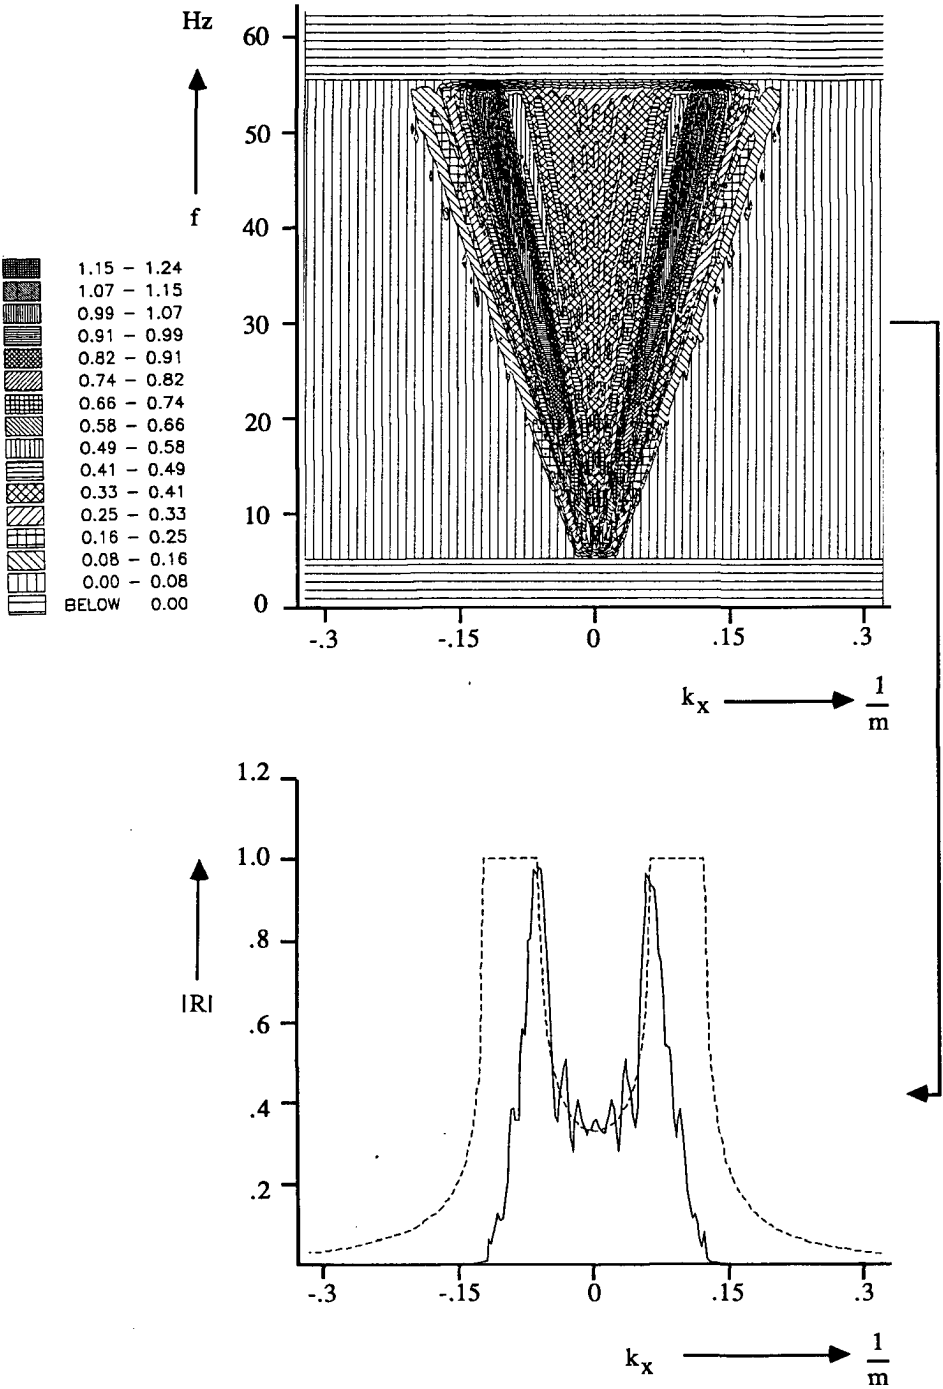 Hz
60
50
40
30
20
10
0
f
1.15 – 1.24
1.07 – 1.15
0.99 – 1.07
0.91 – 0.99
0.82 – 0.91
0.74 – 0.82
0.66 – 0.74
0.58 – 0.66
0.49 – 0.58
0.41 – 0.49
0.33 – 0.41
0.25 – 0.33
0.16 – 0.25
0.08 – 0.16
0.00 – 0.08
BELOW 0.00
-.3 -.15 0 .15 .3
kx 1/m
1.2
1.0
.8
.6
.4
.2
|R|
-.3 -.15 0 .15 .3
kx 1/m